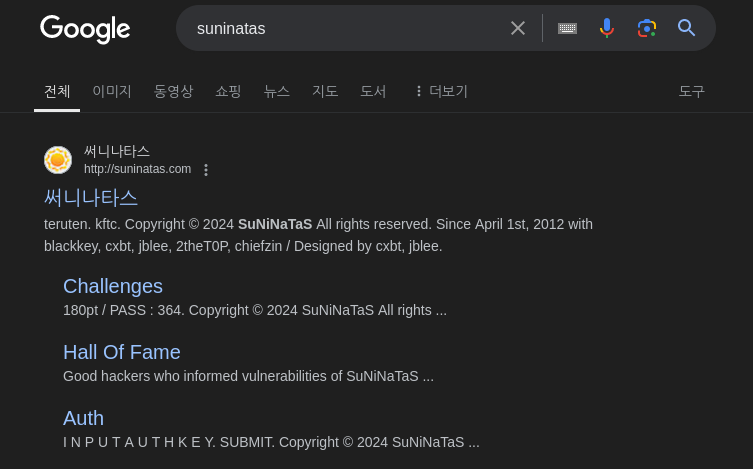 Google
suninatas
전체 이미지 동영상 쇼핑 뉴스 지도 도서 더보기 도구
써니나타스
http://suninatas.com
써니나타스
teruten. kftc. Copyright © 2024 SuNiNaTaS All rights reserved. Since April 1st, 2012 with
blackkey, cxbt, jblee, 2theT0P, chiefzin / Designed by cxbt, jblee.
Challenges
180pt / PASS : 364. Copyright © 2024 SuNiNaTaS All rights ...
Hall Of Fame
Good hackers who informed vulnerabilities of SuNiNaTaS ...
Auth
I N P U T A U T H K E Y. SUBMIT. Copyright © 2024 SuNiNaTaS ...